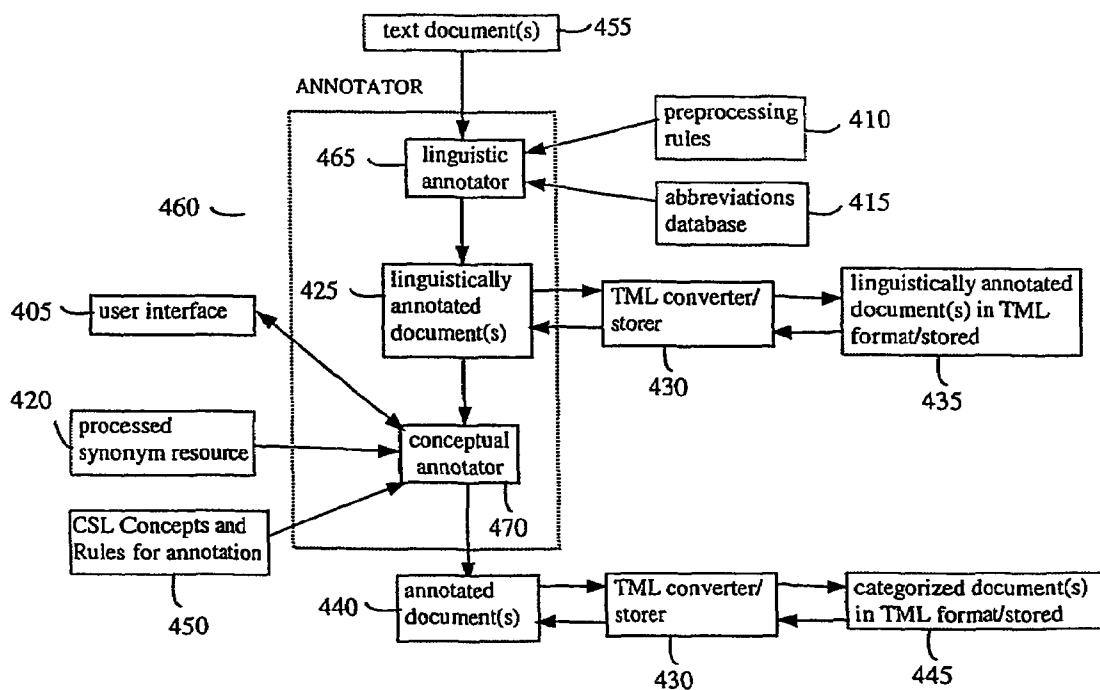 text document(s)
455
ANNOTATOR
preprocessing
rules
410
465
linguistic
annotator
abbreviations
database
415
460
425
linguistically
annotated
document(s)
TML converter/
storer
linguistically annotated
document(s) in TML
format/stored
405
user interface
430
435
420
processed
synonym resource
conceptual
annotator
470
CSL Concepts and
Rules for annotation
450
440
annotated
document(s)
TML converter/
storer
categorized document(s)
in TML format/stored
430
445